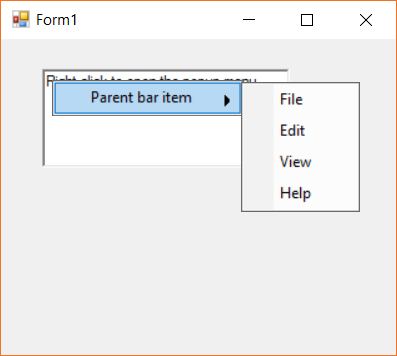 Form1
Right click to open the popup menu
Parent bar item
File
Edit
View
Help